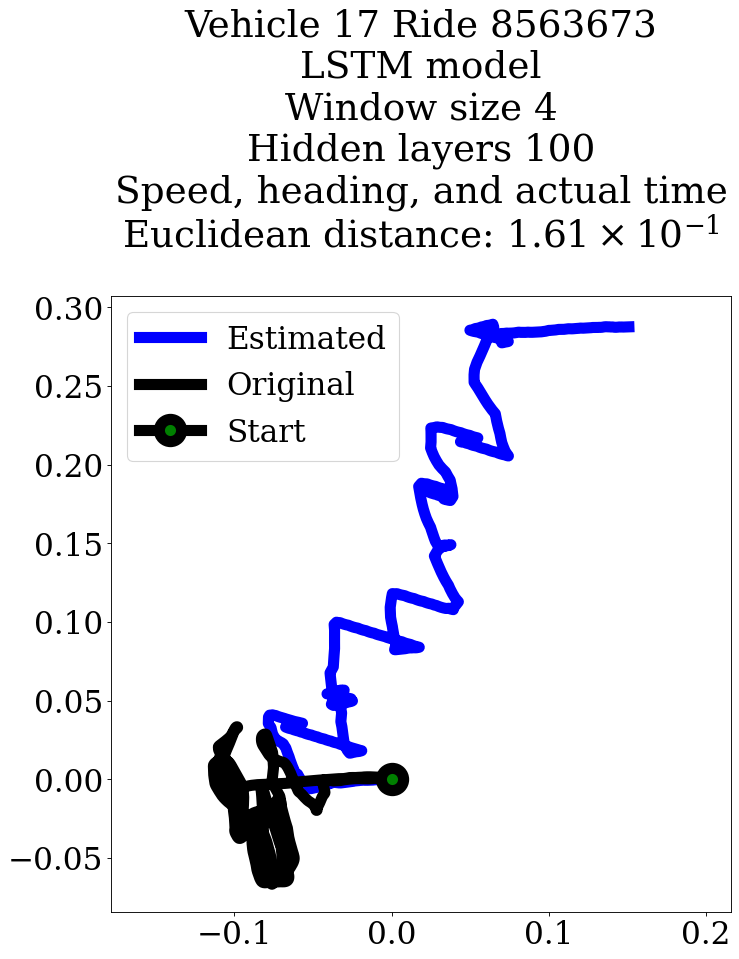 Vehicle 17 Ride 8563673
LSTM model
Window size 4
Hidden layers 100
Speed, heading, and actual time
Euclidean distance: 1.61 × 10⁻¹
Estimated
Original
Start
0.30
0.25
0.20
0.15
0.10
0.05
0.00
−0.05
−0.1 0.0 0.1 0.2